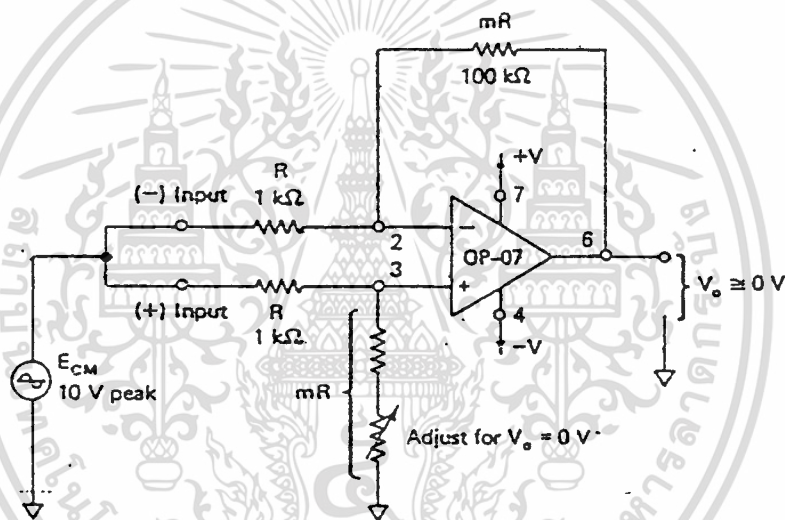 mR
100 kΩ
+V
7
R
1 kΩ
(−) Input
2
−
6
OP-07
3
+
(+) Input
R
1 kΩ
4
−V
V₀ ≅ 0 V
E_CM
10 V peak
mR
Adjust for V₀ = 0 V